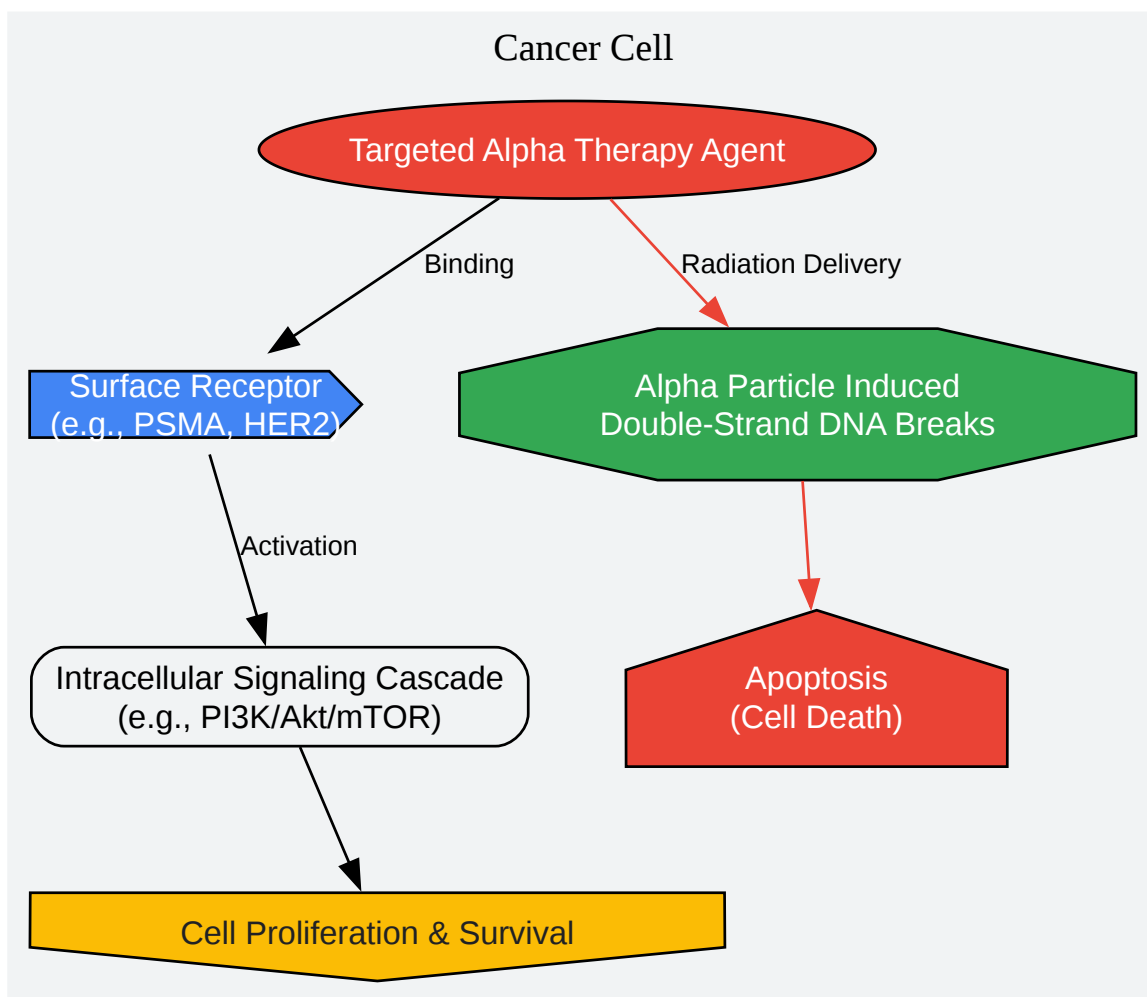 Cancer Cell
Targeted Alpha Therapy Agent
Binding
Radiation Delivery
Surface Receptor
(e.g., PSMA, HER2)
Alpha Particle Induced
Double-Strand DNA Breaks
Activation
Intracellular Signaling Cascade
(e.g., PI3K/Akt/mTOR)
Apoptosis
(Cell Death)
Cell Proliferation & Survival